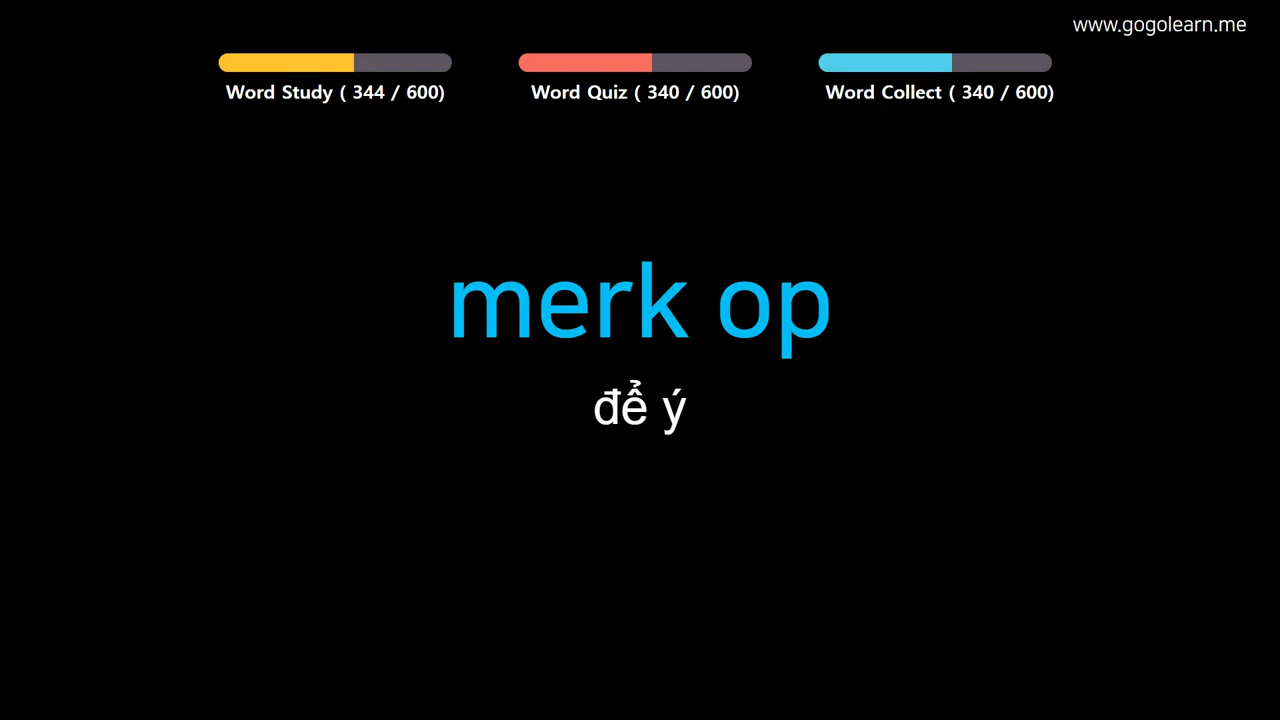 www.gogolearn.me
Word Study ( 344 / 600)
Word Quiz ( 340 / 600)
Word Collect ( 340 / 600)
merk op
để ý